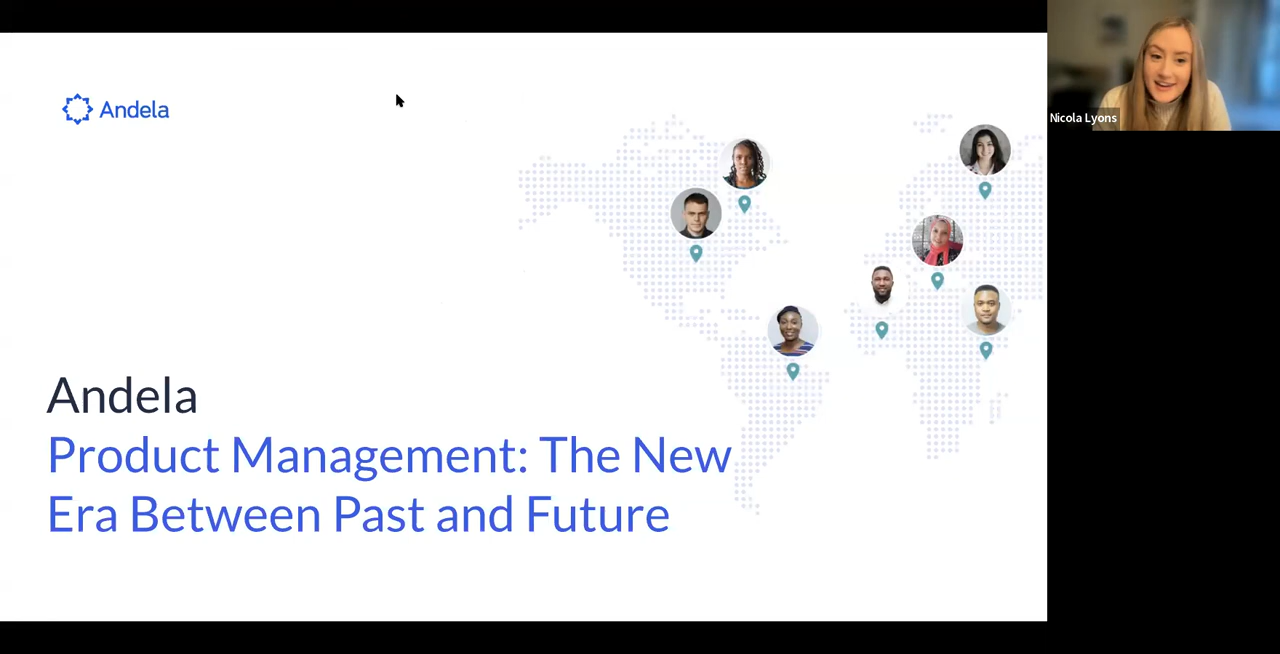 Andela
Nicola Lyons
Andela
Product Management: The New
Era Between Past and Future